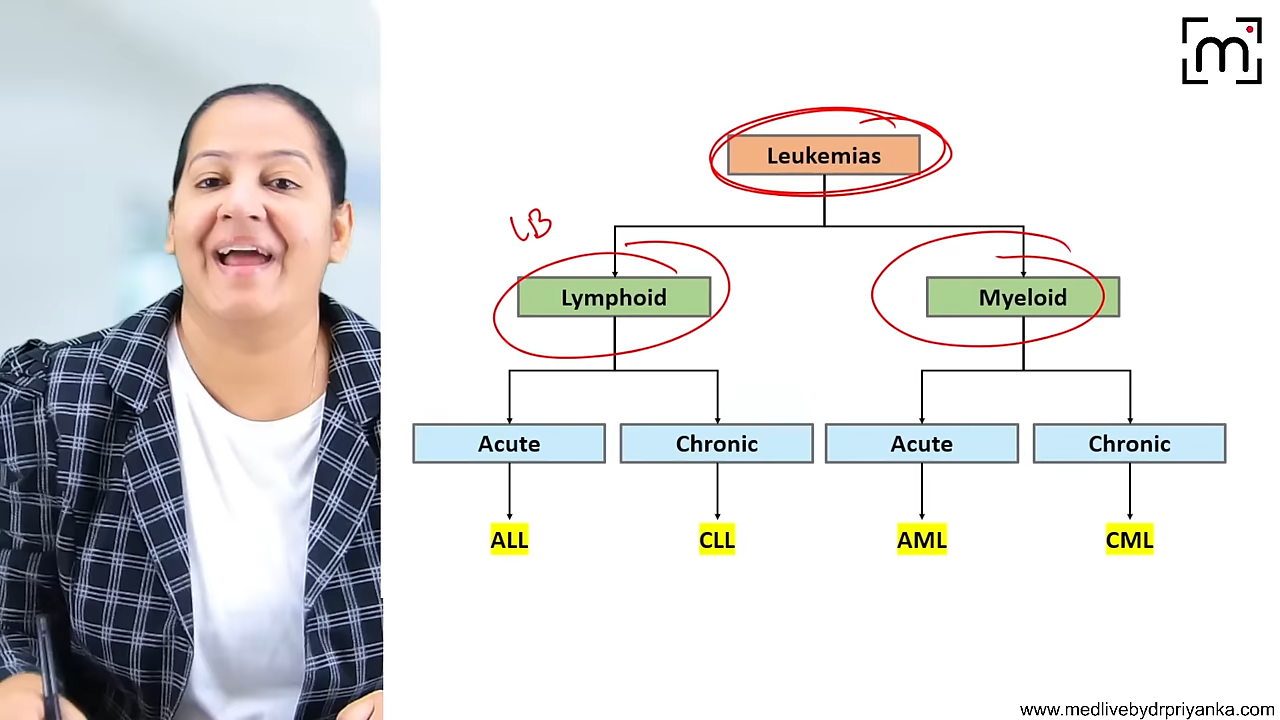 m
Leukemias
LB
Lymphoid
Myeloid
Acute
Chronic
Acute
Chronic
ALL
CLL
AML
CML
www.medlivebydrpriyanka.com